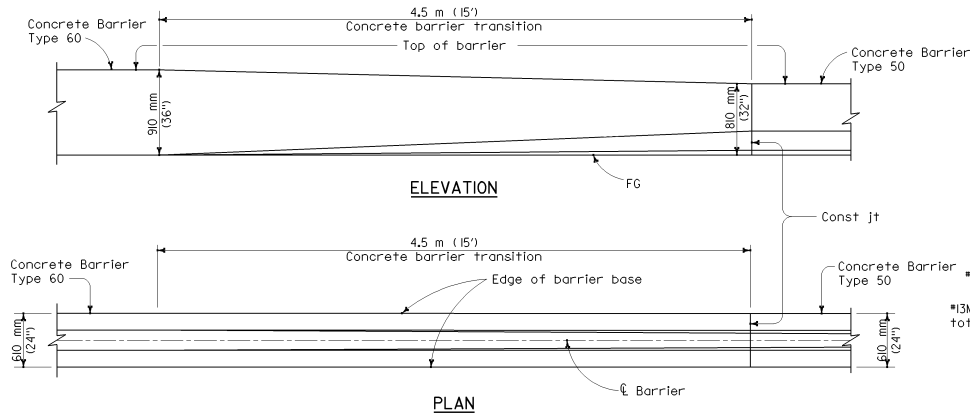 4.5 m (15')
Concrete barrier transition
Concrete Barrier
Type 60
Top of barrier
Concrete Barrier
Type 50
910 mm
(36")
810 mm
(32")
FG
ELEVATION
Const jt
4.5 m (15')
Concrete barrier transition
Concrete Barrier
Type 60
Edge of barrier base
Concrete Barrier
Type 50
610 mm
(24")
610 mm
(24")
℄ Barrier
PLAN